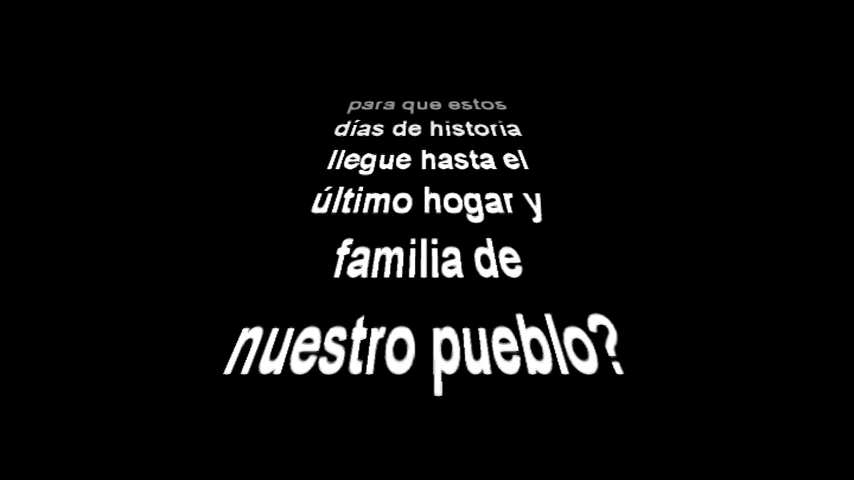 para que estos
días de historia
llegue hasta el
último hogar y
familia de
nuestro pueblo?